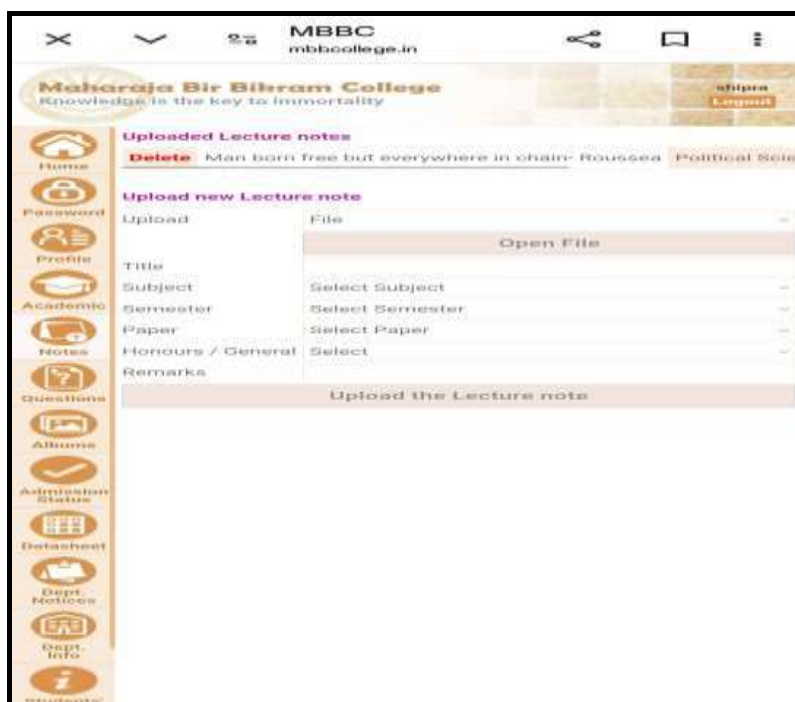 MBBC
mbbcollege.in
Maharaja Bir Bikram College
Knowledge is the key to immortality
shipra
Logout
Home
Password
Profile
Academic
Notes
Questions
Albums
Admission
Status
Datasheet
Dept.
Notices
Dept.
Info
Students'
Uploaded Lecture notes
Delete Man born free but everywhere in chain- Roussea Political Scie
Upload new Lecture note
Upload File
Open File
Title
Subject Select Subject
Semester Select Semester
Paper Select Paper
Honours / General Select
Remarks
Upload the Lecture note